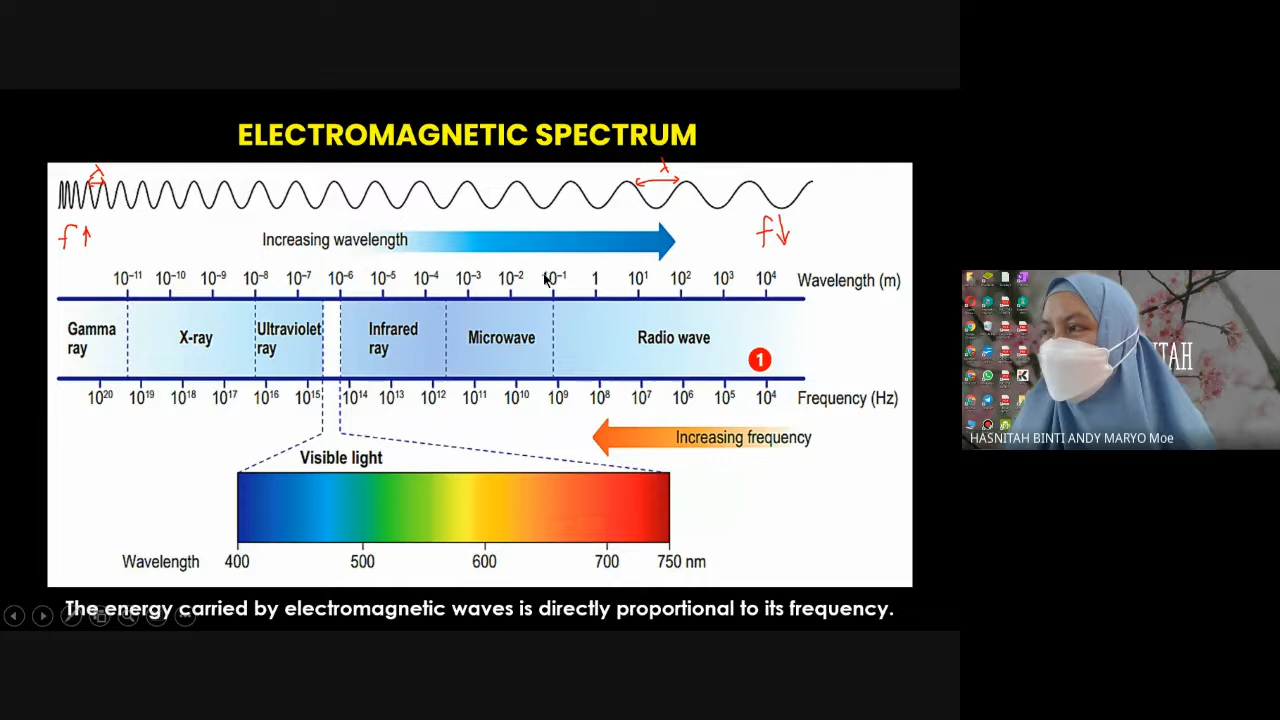 ELECTROMAGNETIC SPECTRUM
λ λ
f↑ f↓
Increasing wavelength
10⁻¹¹ 10⁻¹⁰ 10⁻⁹ 10⁻⁸ 10⁻⁷ 10⁻⁶ 10⁻⁵ 10⁻⁴ 10⁻³ 10⁻² 10⁻¹ 1 10¹ 10² 10³ 10⁴ Wavelength (m)
Gamma ray X-ray Ultraviolet ray Infrared ray Microwave Radio wave
1
10²⁰ 10¹⁹ 10¹⁸ 10¹⁷ 10¹⁶ 10¹⁵ 10¹⁴ 10¹³ 10¹² 10¹¹ 10¹⁰ 10⁹ 10⁸ 10⁷ 10⁶ 10⁵ 10⁴ Frequency (Hz)
Increasing frequency
Visible light
Wavelength 400 500 600 700 750 nm
The energy carried by electromagnetic waves is directly proportional to its frequency.
HASNITAH BINTI ANDY MARYO Moe